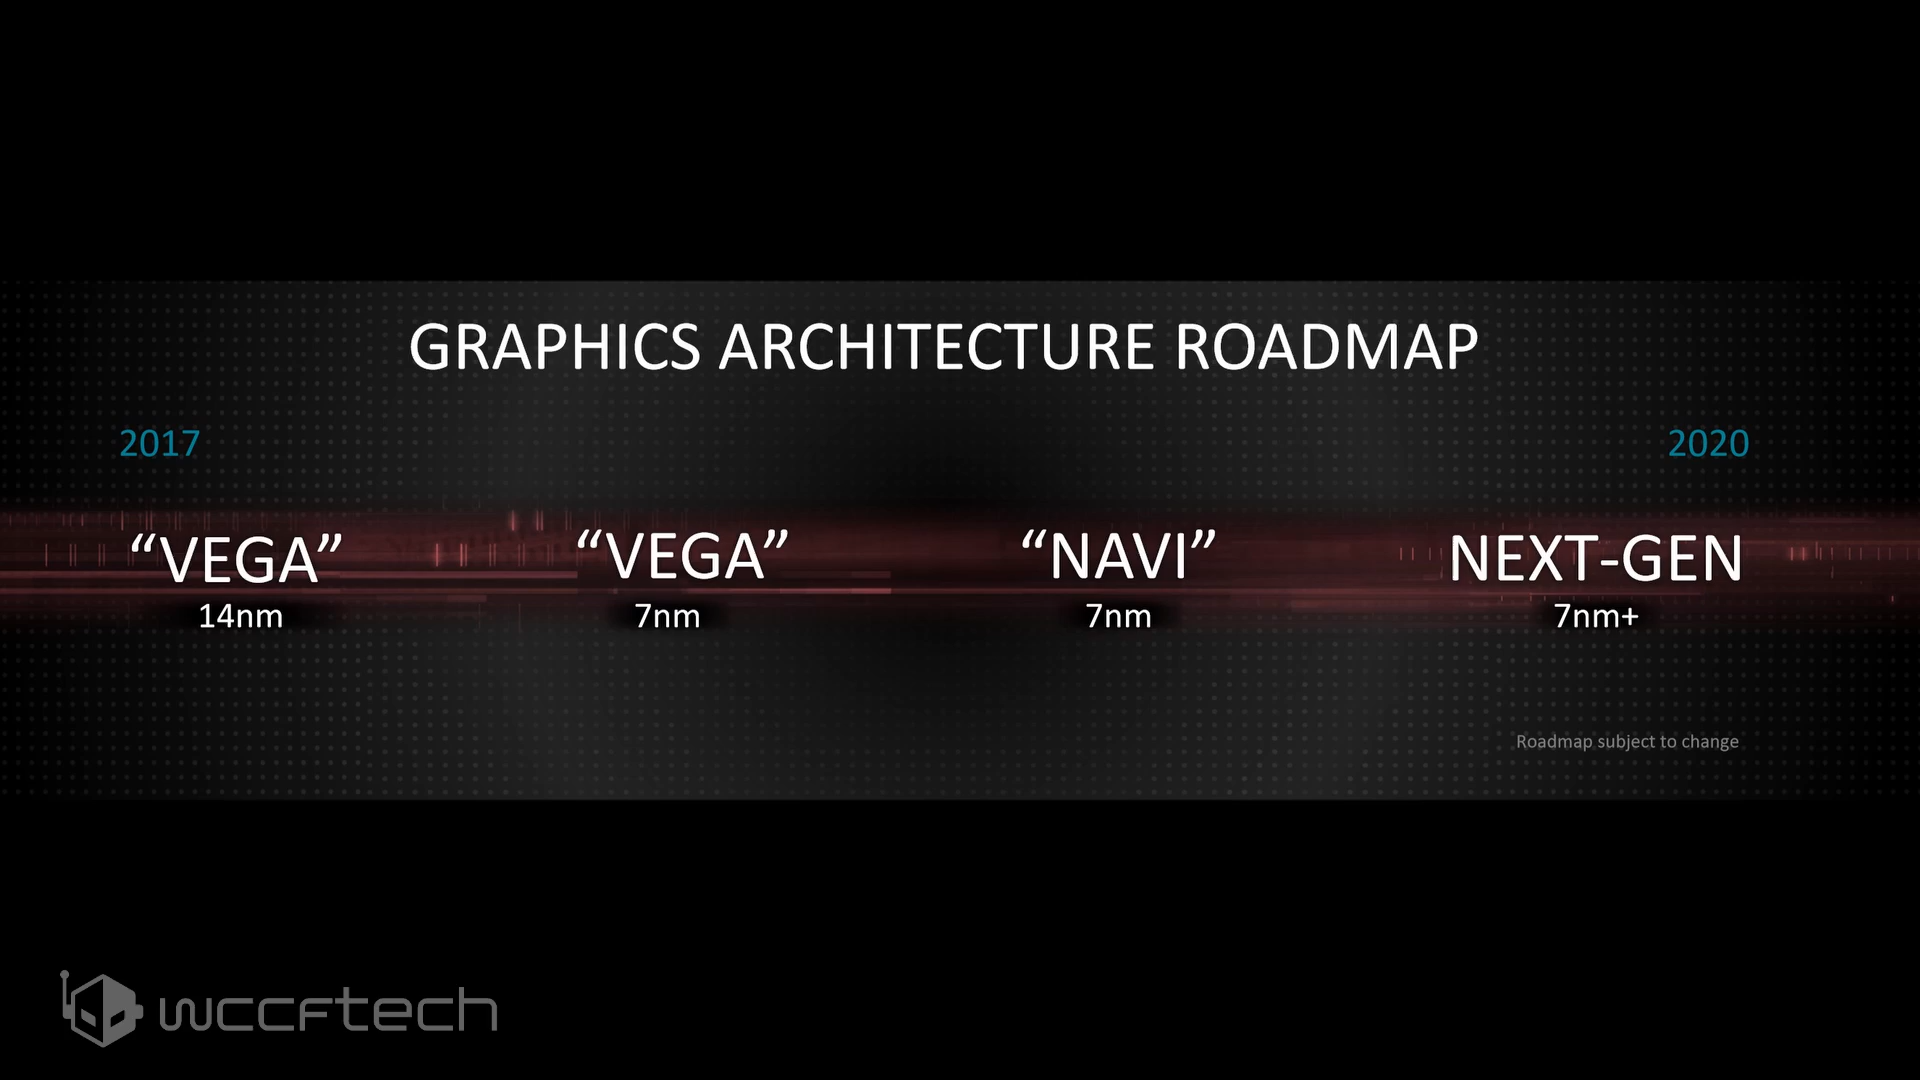 GRAPHICS ARCHITECTURE ROADMAP
2017 2020
“VEGA” “VEGA” “NAVI” NEXT-GEN
14nm 7nm 7nm 7nm+
Roadmap subject to change
wccftech